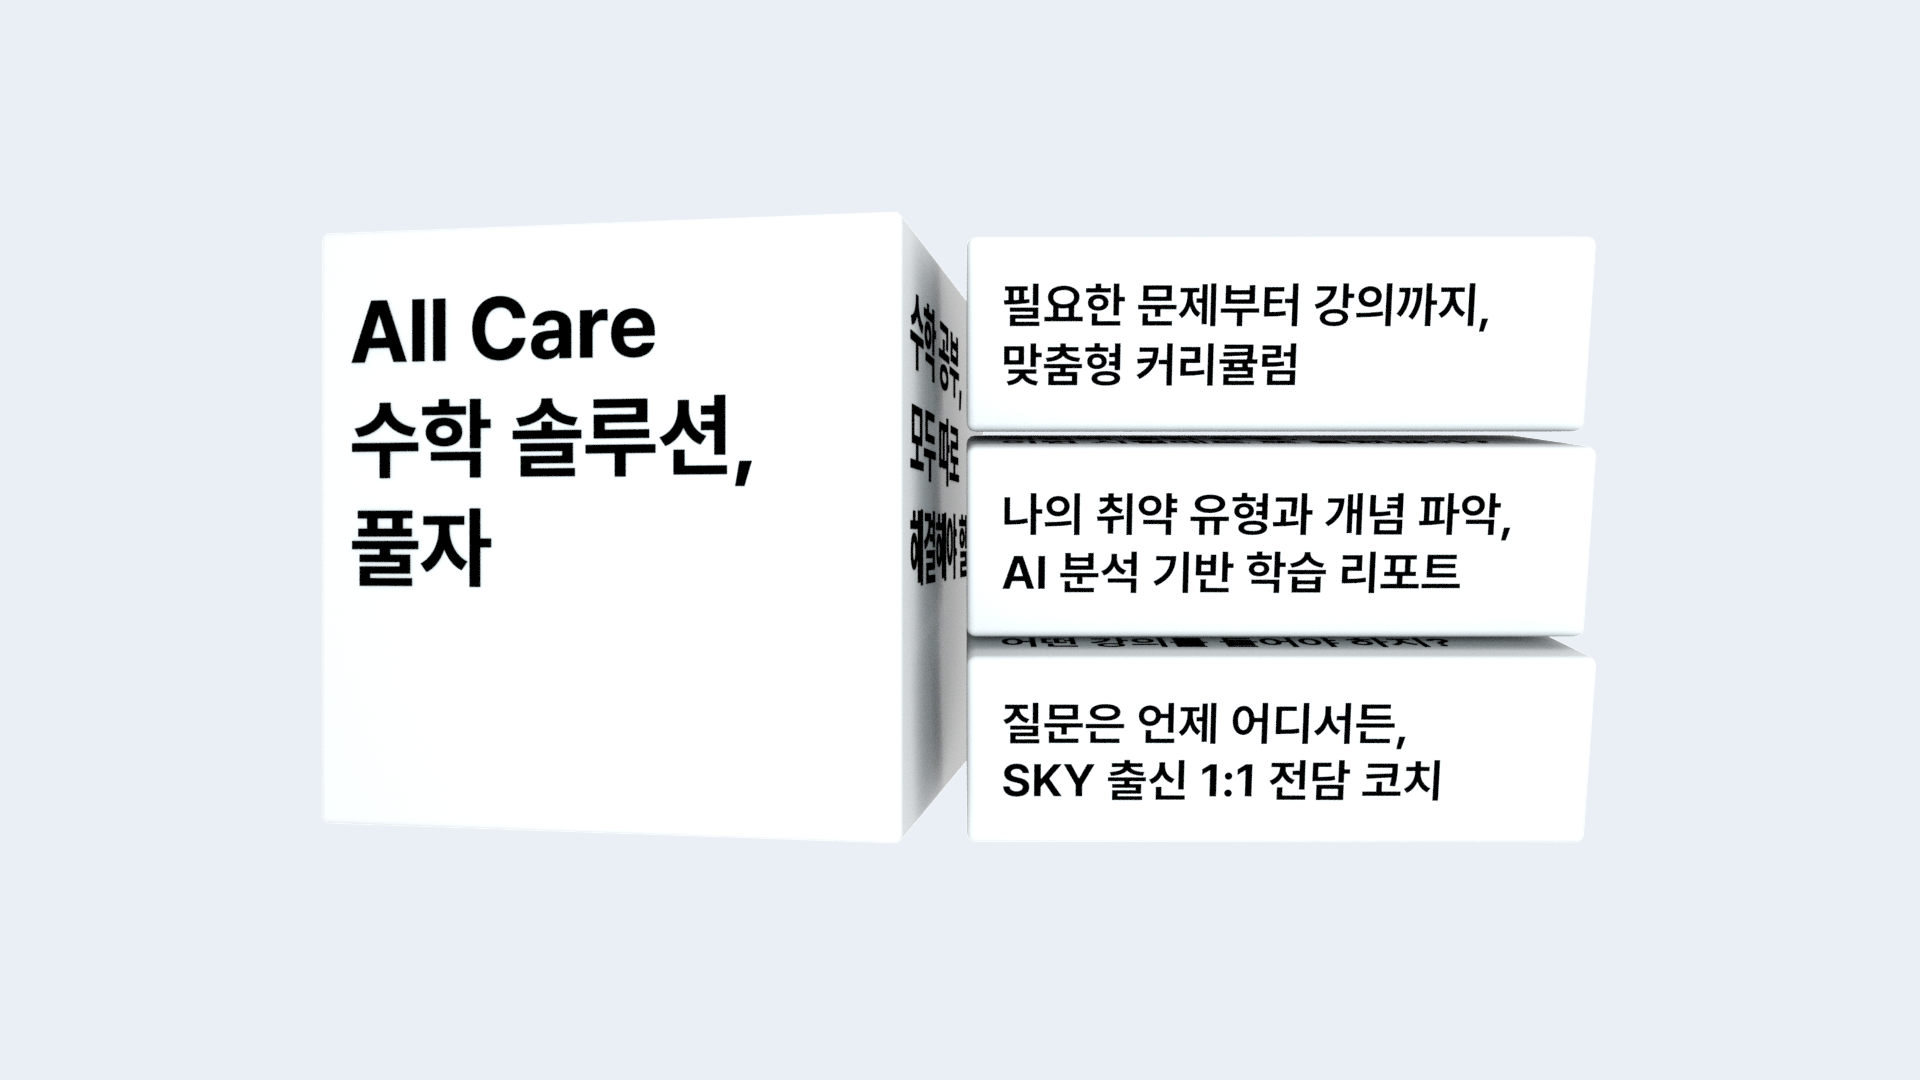 All Care
수학 솔루션,
풀자
수학 공부,
모두 따로
해결해야 할
필요한 문제부터 강의까지,
맞춤형 커리큘럼
나의 취약 유형과 개념 파악,
AI 분석 기반 학습 리포트
어떤 강의를 들어야 하지?
질문은 언제 어디서든,
SKY 출신 1:1 전담 코치